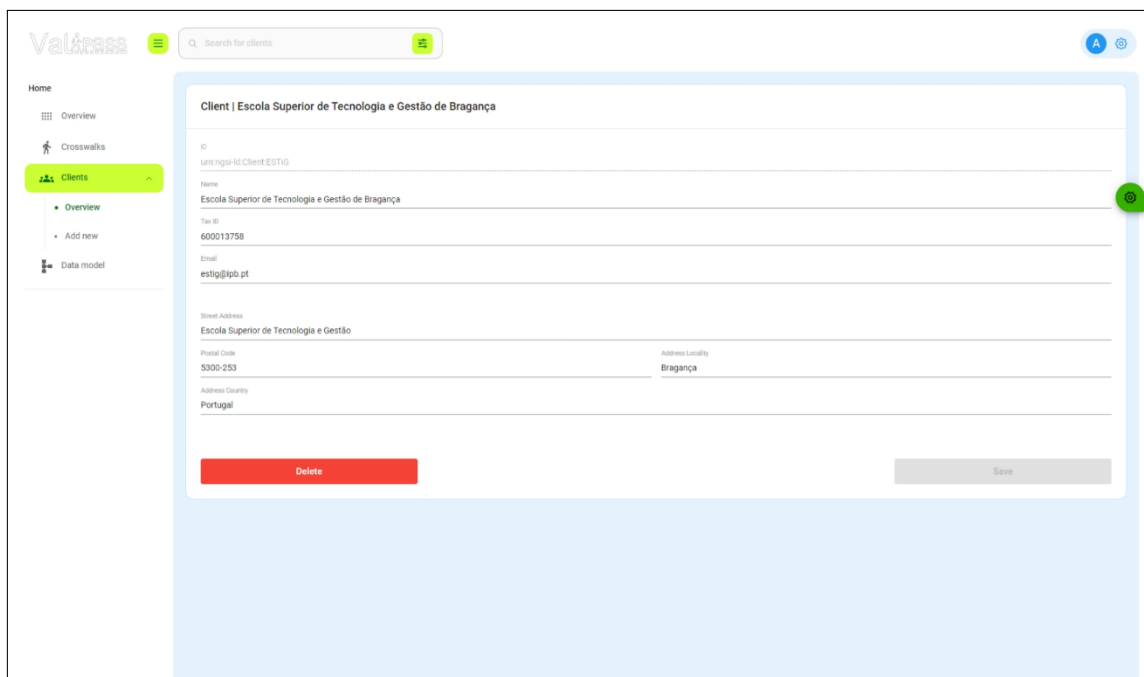 Valŭpass
Search for clients
A
Home
Overview
Crosswalks
Clients
Overview
Add new
Data model
Client | Escola Superior de Tecnologia e Gestão de Bragança
ID
urn:ngsi-ld:Client:ESTiG
Name
Escola Superior de Tecnologia e Gestão de Bragança
Tax ID
600013758
Email
estig@ipb.pt
Street Address
Escola Superior de Tecnologia e Gestão
Postal Code
Address Locality
5300-253
Bragança
Address Country
Portugal
Delete
Save